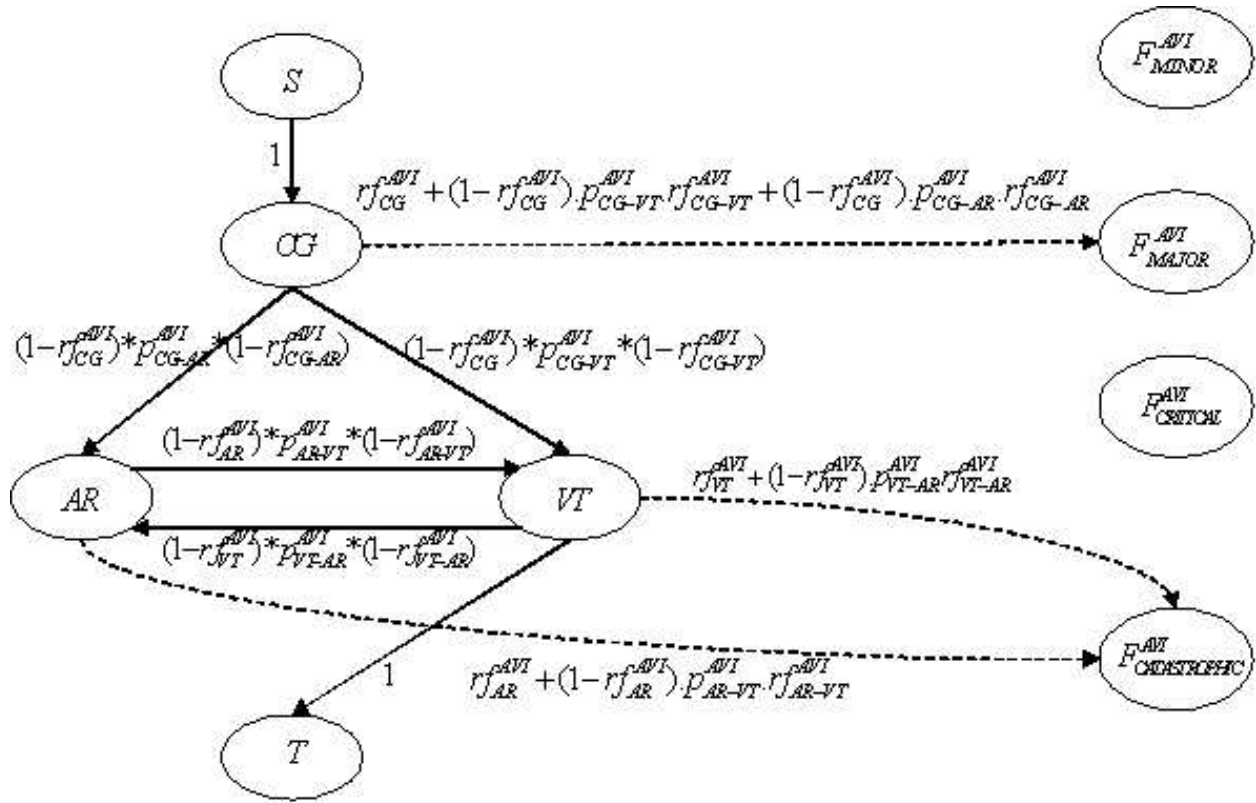 S
F^{AVI}_{MINOR}
1
rf^{AVI}_{CG}+(1-rf^{AVI}_{CG}).p^{AVI}_{CG-VT}.rf^{AVI}_{CG-VT}+(1-rf^{AVI}_{CG}).p^{AVI}_{CG-AR}.rf^{AVI}_{CG-AR}
CG
F^{AVI}_{MAJOR}
(1-rf^{AVI}_{CG})*p^{AVI}_{CG-AR}*(1-rf^{AVI}_{CG-AR})
(1-rf^{AVI}_{CG})*p^{AVI}_{CG-VT}*(1-rf^{AVI}_{CG-VT})
F^{AVI}_{CRITICAL}
(1-rf^{AVI}_{AR})*p^{AVI}_{AR-VT}*(1-rf^{AVI}_{AR-VT})
rf^{AVI}_{VT}+(1-rf^{AVI}_{VT}).p^{AVI}_{VT-AR}rf^{AVI}_{VT-AR}
AR
VT
(1-rf^{AVI}_{VT})*p^{AVI}_{VT-AR}*(1-rf^{AVI}_{VT-AR})
F^{AVI}_{CATASTROPHIC}
1
rf^{AVI}_{AR}+(1-rf^{AVI}_{AR}).p^{AVI}_{AR-VT}.rf^{AVI}_{AR-VT}
T